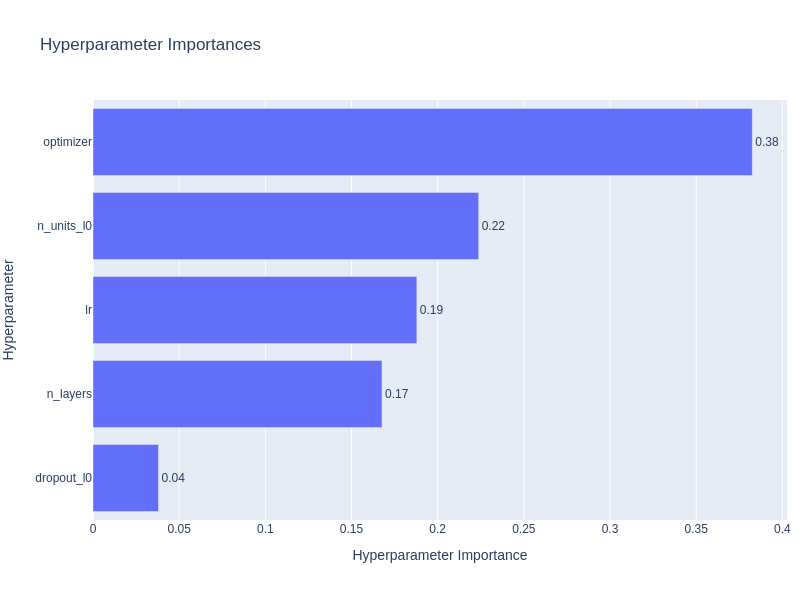 Hyperparameter Importances
Hyperparameter
optimizer
0.38
n_units_l0
0.22
lr
0.19
n_layers
0.17
dropout_l0
0.04
0 0.05 0.1 0.15 0.2 0.25 0.3 0.35 0.4
Hyperparameter Importance